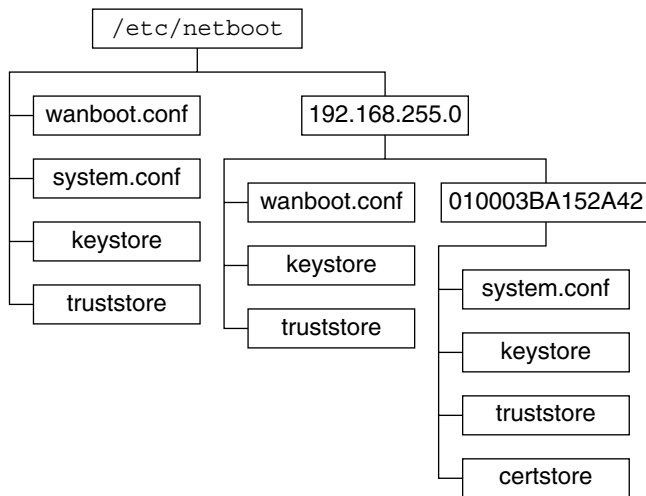 /etc/netboot
wanboot.conf
system.conf
keystore
truststore
192.168.255.0
wanboot.conf
keystore
truststore
010003BA152A42
system.conf
keystore
truststore
certstore